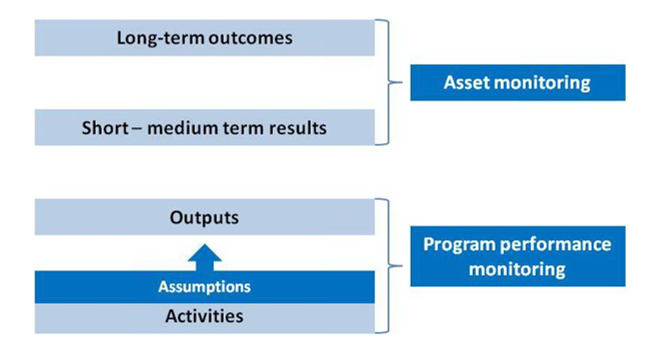 Long-term outcomes
Asset monitoring
Short – medium term results
Outputs
Program performance
monitoring
Assumptions
Activities